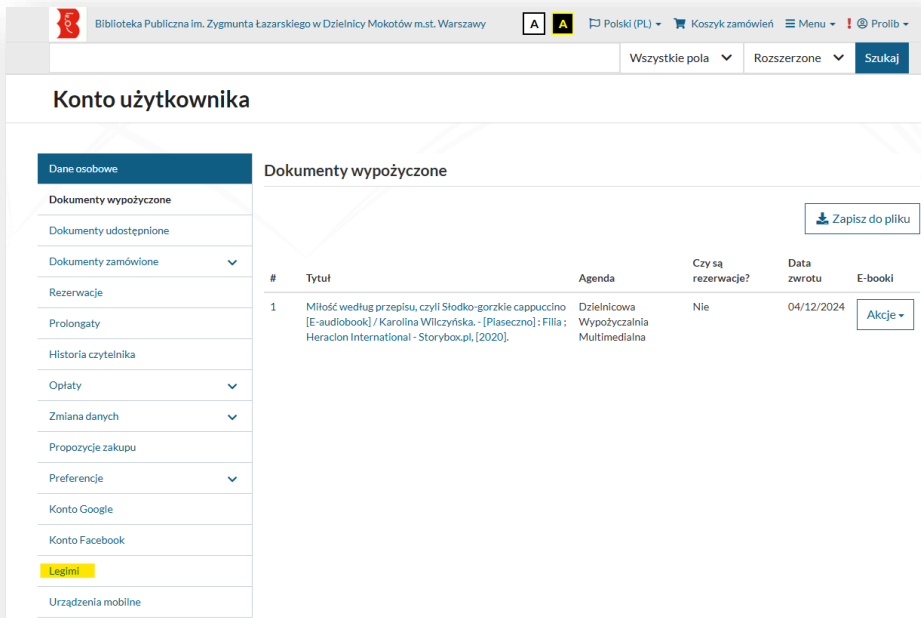 Biblioteka Publiczna im. Zygmunta Łazarskiego w Dzielnicy Mokotów m.st. Warszawy A A Polski (PL) Koszyk zamówień Menu ! Prolib
Wszystkie pola Rozszerzone Szukaj
Konto użytkownika
Dane osobowe
Dokumenty wypożyczone
Dokumenty udostępnione
Dokumenty zamówione
Rezerwacje
Prolongaty
Historia czytelnika
Opłaty
Zmiana danych
Propozycje zakupu
Preferencje
Konto Google
Konto Facebook
Legimi
Urządzenia mobilne
Dokumenty wypożyczone
Zapisz do pliku
# Tytuł Agenda Czy są rezerwacje? Data zwrotu E-booki
1 Miłość według przepisu, czyli Słodko-gorzkie cappuccino
[E-audiobook] / Karolina Wilczyńska. - [Piaseczno] : Filia ;
Heraclon International - Storybox.pl, [2020].
Dzielnicowa
Wypożyczalnia
Multimedialna
Nie
04/12/2024
Akcje